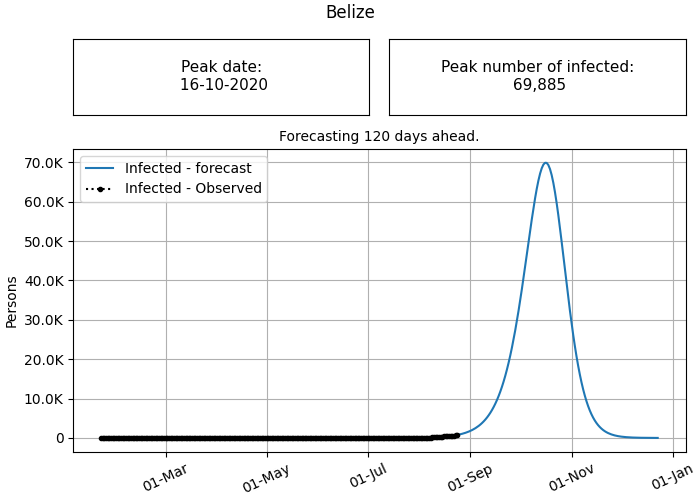 Belize
Peak date:
16-10-2020
Peak number of infected:
69,885
Forecasting 120 days ahead.
Infected - forecast
Infected - Observed
70.0K
60.0K
50.0K
40.0K
30.0K
20.0K
10.0K
0
Persons
01-Mar
01-May
01-Jul
01-Sep
01-Nov
01-Jan